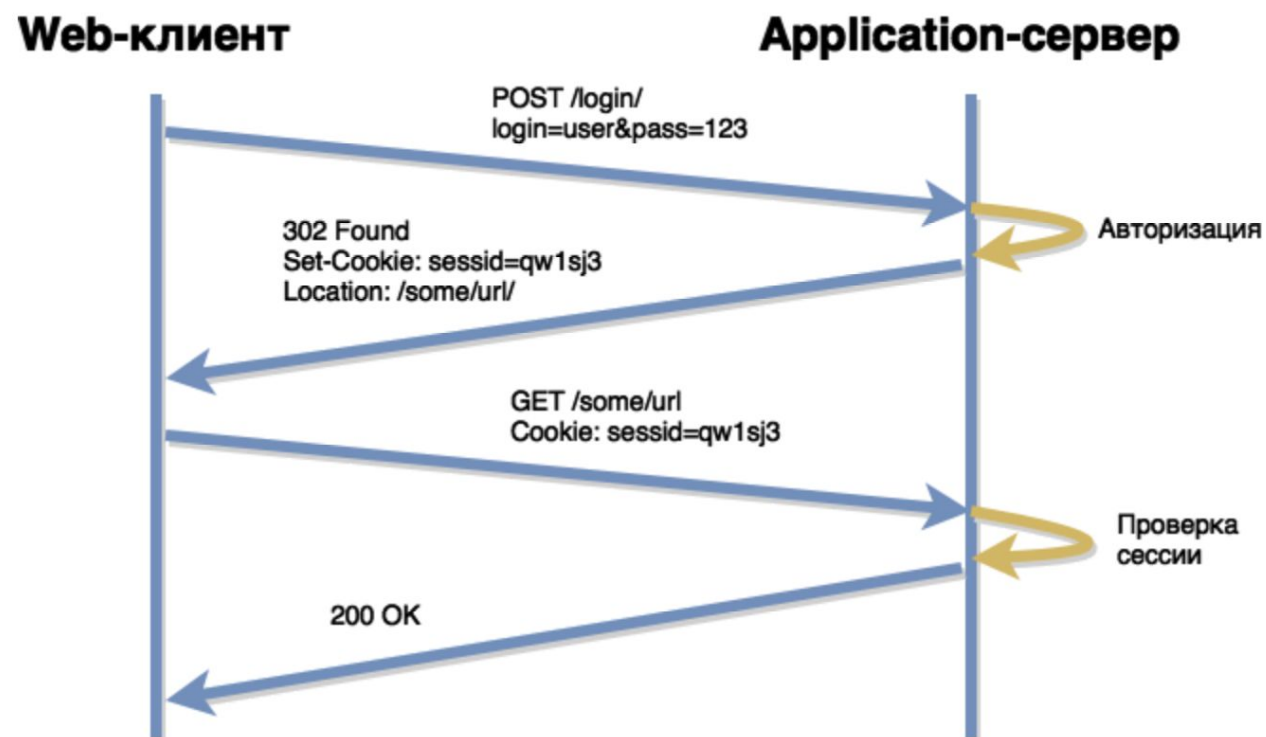 Web-клиент
Application-сервер
POST /login/
login=user&pass=123
Авторизация
302 Found
Set-Cookie: sessid=qw1sj3
Location: /some/url/
GET /some/url
Cookie: sessid=qw1sj3
Проверка
сессии
200 OK